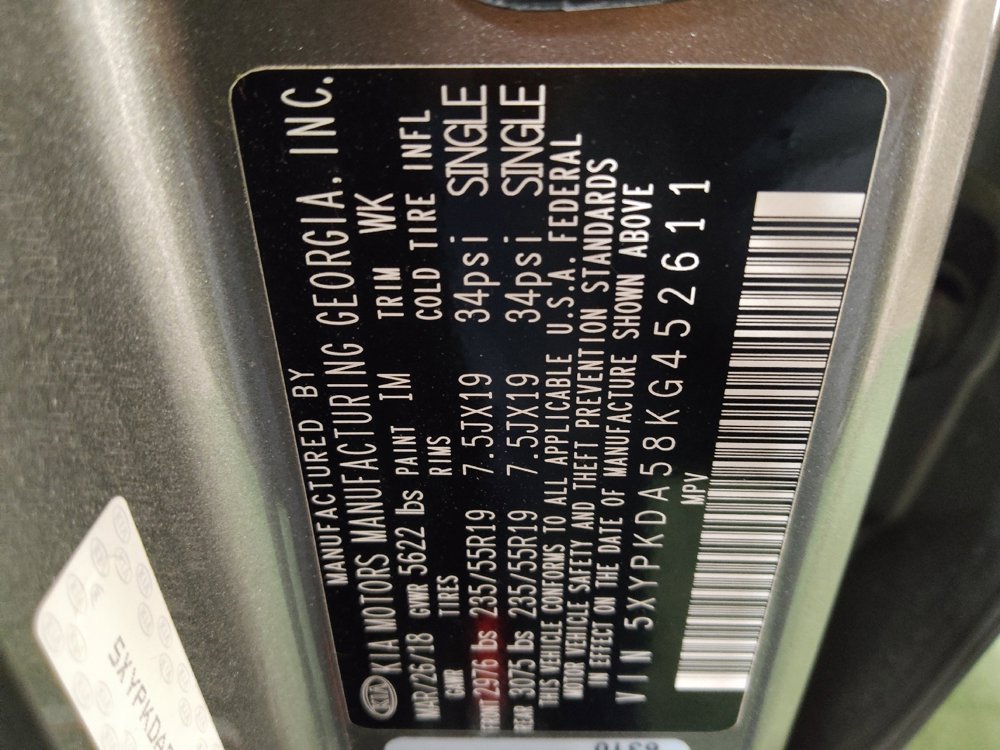 MANUFACTURED BY
KIA KIA MOTORS MANUFACTURING GEORGIA, INC.
MAR/26/18 GVWR 5622 lbs PAINT IM TRIM WK
GAWR TIRES RIMS COLD TIRE INFL
FRONT 2976 lbs 235/55R19 7.5JX19 34psi SINGLE
REAR 3075 lbs 235/55R19 7.5JX19 34psi SINGLE
THIS VEHICLE CONFORMS TO ALL APPLICABLE U.S.A. FEDERAL
MOTOR VEHICLE SAFETY AND THEFT PREVENTION STANDARDS
IN EFFECT ON THE DATE OF MANUFACTURE SHOWN ABOVE
VIN 5XYPKDA58KG452611
MPV
5XYPKDA